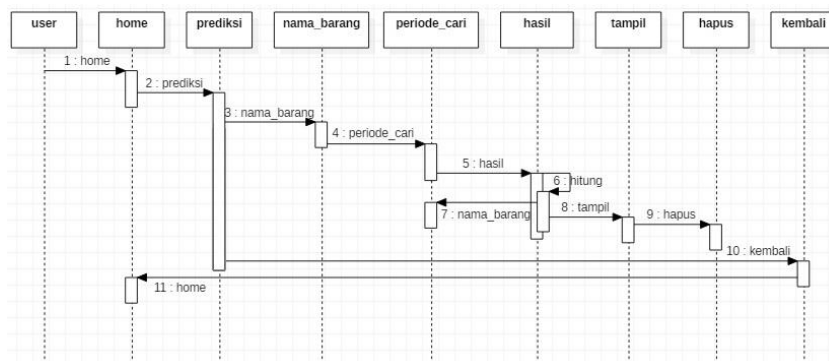 user home prediksi nama_barang periode_cari hasil tampil hapus kembali
1 : home
2 : prediksi
3 : nama_barang
4 : periode_cari
5 : hasil
6 : hitung
7 : nama_barang
8 : tampil
9 : hapus
10 : kembali
11 : home